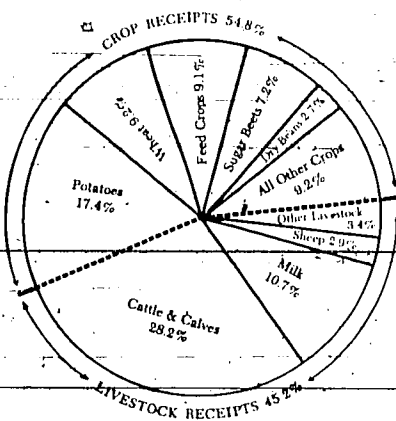 CROP RECEIPTS 54.8%
Potatoes
17.4%
Wheat 9.2%
Feed Crops 9.1%
Sugar Beets 7.2%
Dry Beans 2.7%
All Other Crops
9.2%
Other Livestock
3.4%
Sheep 2.9%
Milk
10.7%
Cattle & Calves
28.2%
LIVESTOCK RECEIPTS 45.2%